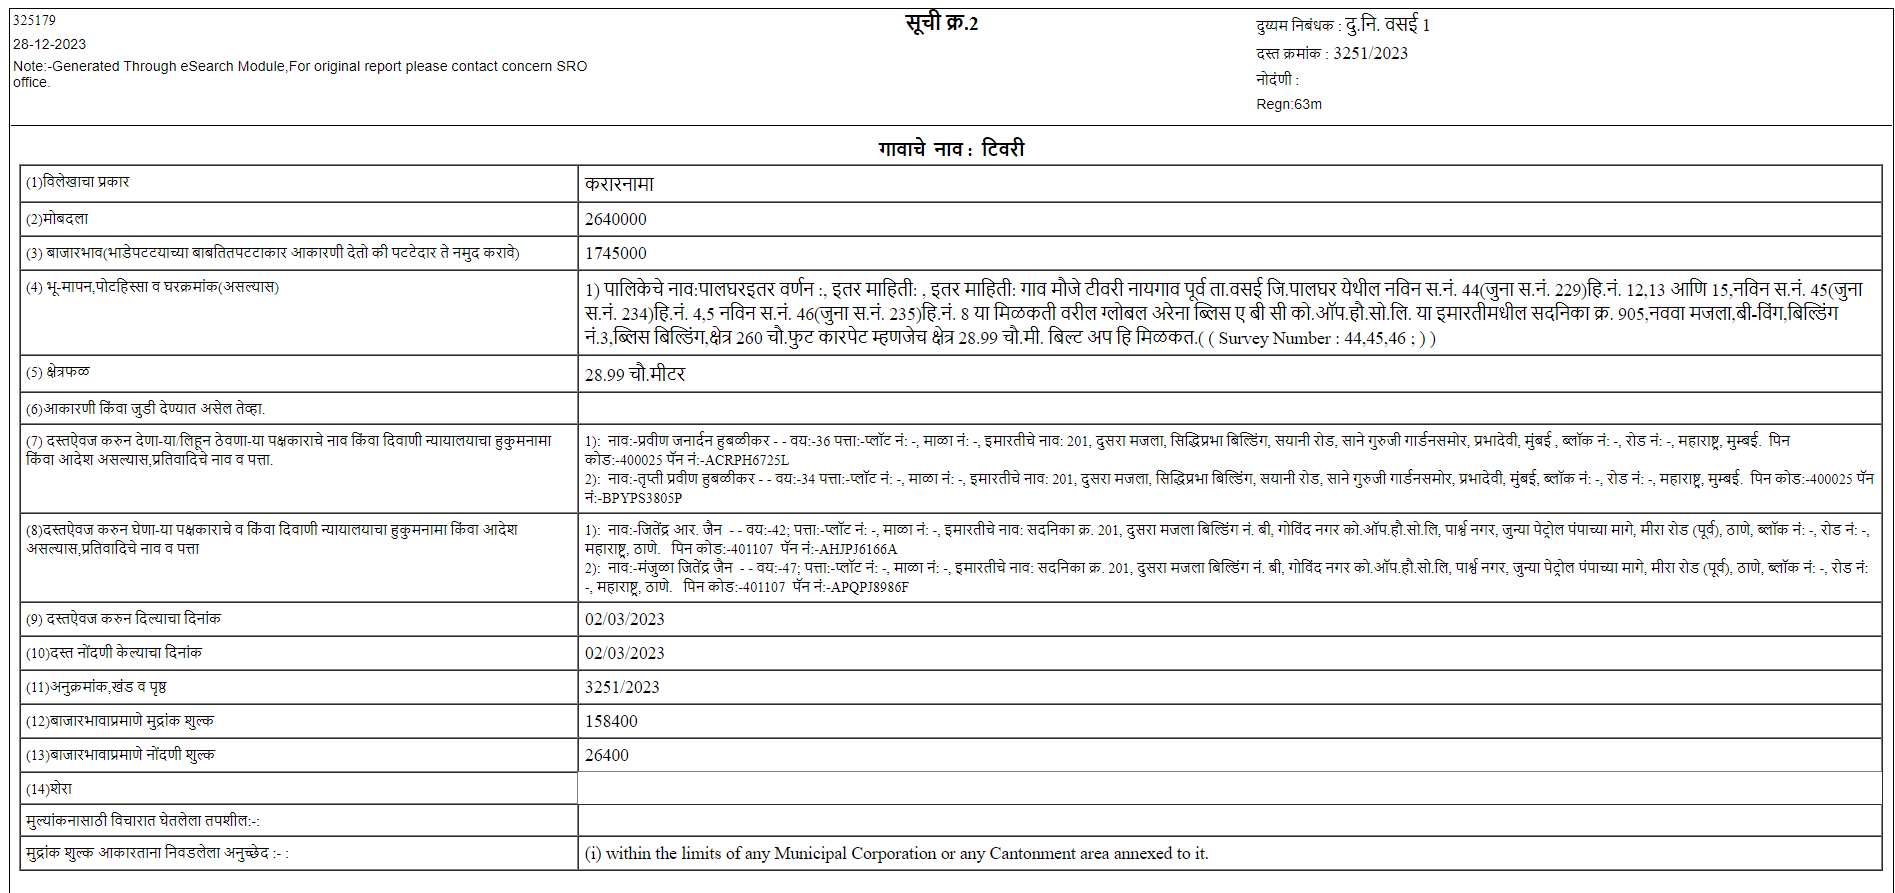 325179
28-12-2023
Note:-Generated Through eSearch Module,For original report please contact concern SRO
office.
सूची क्र.2
दुय्यम निबंधक : दु.नि. वसई 1
दस्त क्रमांक : 3251/2023
नोदंणी :
Regn:63m
गावाचे नाव : टिवरी
(1)विलेखाचा प्रकार
करारनामा
(2)मोबदला
2640000
(3) बाजारभाव(भाडेपटटयाच्या बाबतितपटटाकार आकारणी देतो की पटटेदार ते नमुद करावे)
1745000
(4) भू-मापन,पोटहिस्सा व घरक्रमांक(असल्यास)
1) पालिकेचे नाव:पालघरइतर वर्णन :, इतर माहिती: , इतर माहिती: गाव मौजे टीवरी नायगाव पूर्व ता.वसई जि.पालघर येथील नविन स.नं. 44(जुना स.नं. 229)हि.नं. 12,13 आणि 15,नविन स.नं. 45(जुना
स.नं. 234)हि.नं. 4,5 नविन स.नं. 46(जुना स.नं. 235)हि.नं. 8 या मिळकती वरील ग्लोबल अरेना ब्लिस ए बी सी को.ऑप.हौ.सो.लि. या इमारतीमधील सदनिका क्र. 905,नववा मजला,बी-विंग,बिल्डिंग
नं.3,ब्लिस बिल्डिंग,क्षेत्र 260 चौ.फुट कारपेट म्हणजेच क्षेत्र 28.99 चौ.मी. बिल्ट अप हि मिळकत.( ( Survey Number : 44,45,46 ; ) )
(5) क्षेत्रफळ
28.99 चौ.मीटर
(6)आकारणी किंवा जुडी देण्यात असेल तेव्हा.
(7) दस्तऐवज करुन देणा-या/लिहून ठेवणा-या पक्षकाराचे नाव किंवा दिवाणी न्यायालयाचा हुकुमनामा
किंवा आदेश असल्यास,प्रतिवादिचे नाव व पत्ता.
1): नाव:-प्रवीण जनार्दन हुबळीकर - - वय:-36 पत्ता:-प्लॉट नं: -, माळा नं: -, इमारतीचे नाव: 201, दुसरा मजला, सिद्धिप्रभा बिल्डिंग, सयानी रोड, साने गुरुजी गार्डनसमोर, प्रभादेवी, मुंबई , ब्लॉक नं: -, रोड नं: -, महाराष्ट्र, मुम्बई. पिन
कोड:-400025 पॅन नं:-ACRPH6725L
2): नाव:-तृप्ती प्रवीण हुबळीकर - - वय:-34 पत्ता:-प्लॉट नं: -, माळा नं: -, इमारतीचे नाव: 201, दुसरा मजला, सिद्धिप्रभा बिल्डिंग, सयानी रोड, साने गुरुजी गार्डनसमोर, प्रभादेवी, मुंबई, ब्लॉक नं: -, रोड नं: -, महाराष्ट्र, मुम्बई. पिन कोड:-400025 पॅन
नं:-BPYPS3805P
(8)दस्तऐवज करुन घेणा-या पक्षकाराचे व किंवा दिवाणी न्यायालयाचा हुकुमनामा किंवा आदेश
असल्यास,प्रतिवादिचे नाव व पत्ता
1): नाव:-जितेंद्र आर. जैन - - वय:-42; पत्ता:-प्लॉट नं: -, माळा नं: -, इमारतीचे नाव: सदनिका क्र. 201, दुसरा मजला बिल्डिंग नं. बी, गोविंद नगर को.ऑप.हौ.सो.लि, पार्श्व नगर, जुन्या पेट्रोल पंपाच्या मागे, मीरा रोड (पूर्व), ठाणे, ब्लॉक नं: -, रोड नं: -,
महाराष्ट्र, ठाणे. पिन कोड:-401107 पॅन नं:-AHJPJ6166A
2): नाव:-मंजुळा जितेंद्र जैन - - वय:-47; पत्ता:-प्लॉट नं: -, माळा नं: -, इमारतीचे नाव: सदनिका क्र. 201, दुसरा मजला बिल्डिंग नं. बी, गोविंद नगर को.ऑप.हौ.सो.लि, पार्श्व नगर, जुन्या पेट्रोल पंपाच्या मागे, मीरा रोड (पूर्व), ठाणे, ब्लॉक नं: -, रोड नं:
-, महाराष्ट्र, ठाणे. पिन कोड:-401107 पॅन नं:-APQPJ8986F
(9) दस्तऐवज करुन दिल्याचा दिनांक
02/03/2023
(10)दस्त नोंदणी केल्याचा दिनांक
02/03/2023
(11)अनुक्रमांक,खंड व पृष्ठ
3251/2023
(12)बाजारभावाप्रमाणे मुद्रांक शुल्क
158400
(13)बाजारभावाप्रमाणे नोंदणी शुल्क
26400
(14)शेरा
मुल्यांकनासाठी विचारात घेतलेला तपशील:-:
मुद्रांक शुल्क आकारताना निवडलेला अनुच्छेद :- :
(i) within the limits of any Municipal Corporation or any Cantonment area annexed to it.